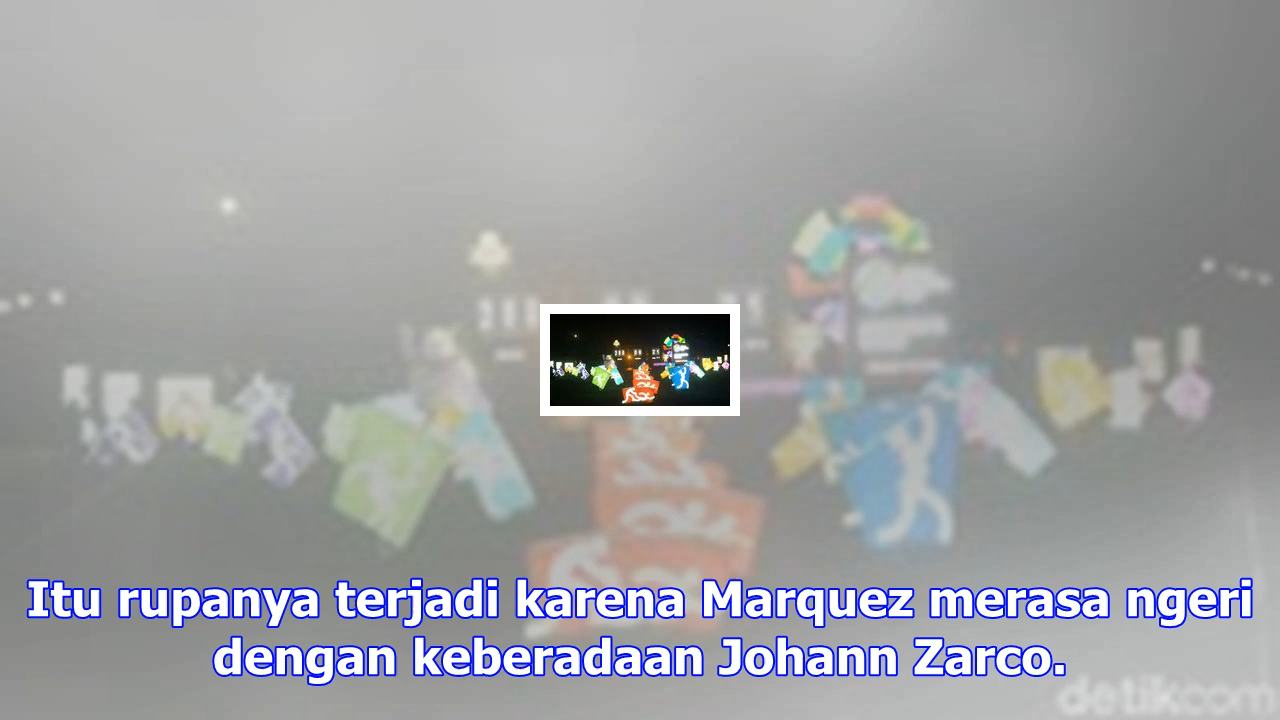 Itu rupanya terjadi karena Marquez merasa ngeri
dengan keberadaan Johann Zarco.
detikcom